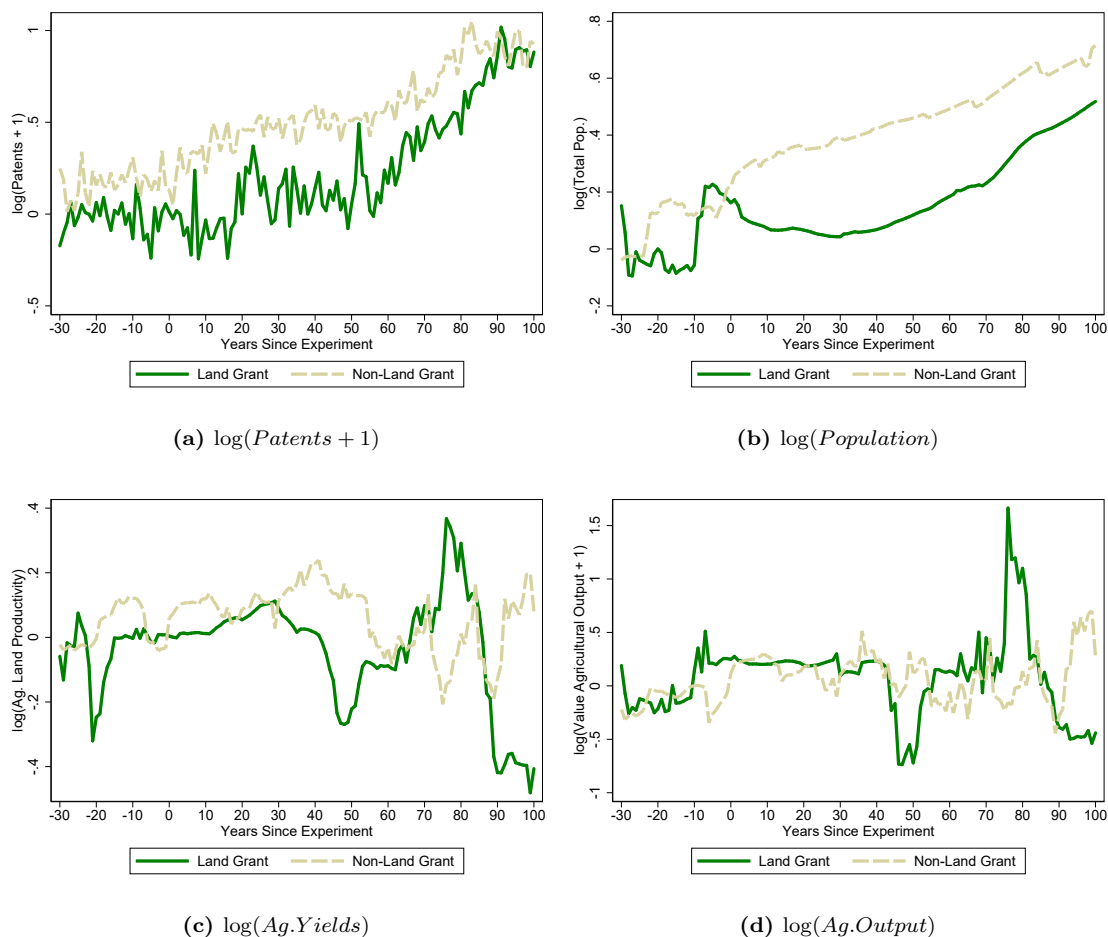 log(Patents + 1)
-.5 0 .5 1
-30 -20 -10 0 10 20 30 40 50 60 70 80 90 100
Years Since Experiment
Land Grant Non-Land Grant
(a) log(Patents + 1)
log(Total Pop.)
-.2 0 .2 .4 .6 .8
-30 -20 -10 0 10 20 30 40 50 60 70 80 90 100
Years Since Experiment
Land Grant Non-Land Grant
(b) log(Population)
log(Ag. Land Productivity)
-.4 -.2 0 .2 .4
-30 -20 -10 0 10 20 30 40 50 60 70 80 90 100
Years Since Experiment
Land Grant Non-Land Grant
(c) log(Ag.Yields)
log(Value Agricultural Output + 1)
-1 -.5 0 .5 1 1.5
-30 -20 -10 0 10 20 30 40 50 60 70 80 90 100
Years Since Experiment
Land Grant Non-Land Grant
(d) log(Ag.Output)